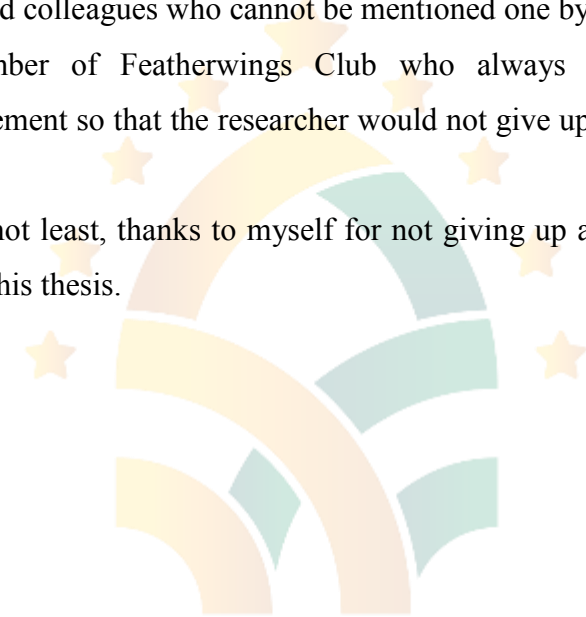 d colleagues who cannot be mentioned one by
mber of Featherwings Club who always
ement so that the researcher would not give up
not least, thanks to myself for not giving up a
his thesis.